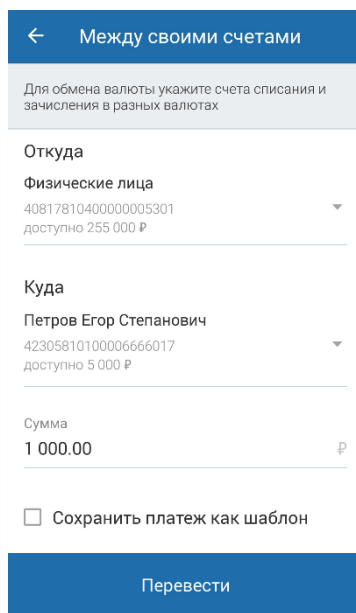 Между своими счетами
Для обмена валюты укажите счета списания и
зачисления в разных валютах
Откуда
Физические лица
40817810400000005301
доступно 255 000 ₽
Куда
Петров Егор Степанович
42305810100006666017
доступно 5 000 ₽
Сумма
1 000.00 ₽
Сохранить платеж как шаблон
Перевести